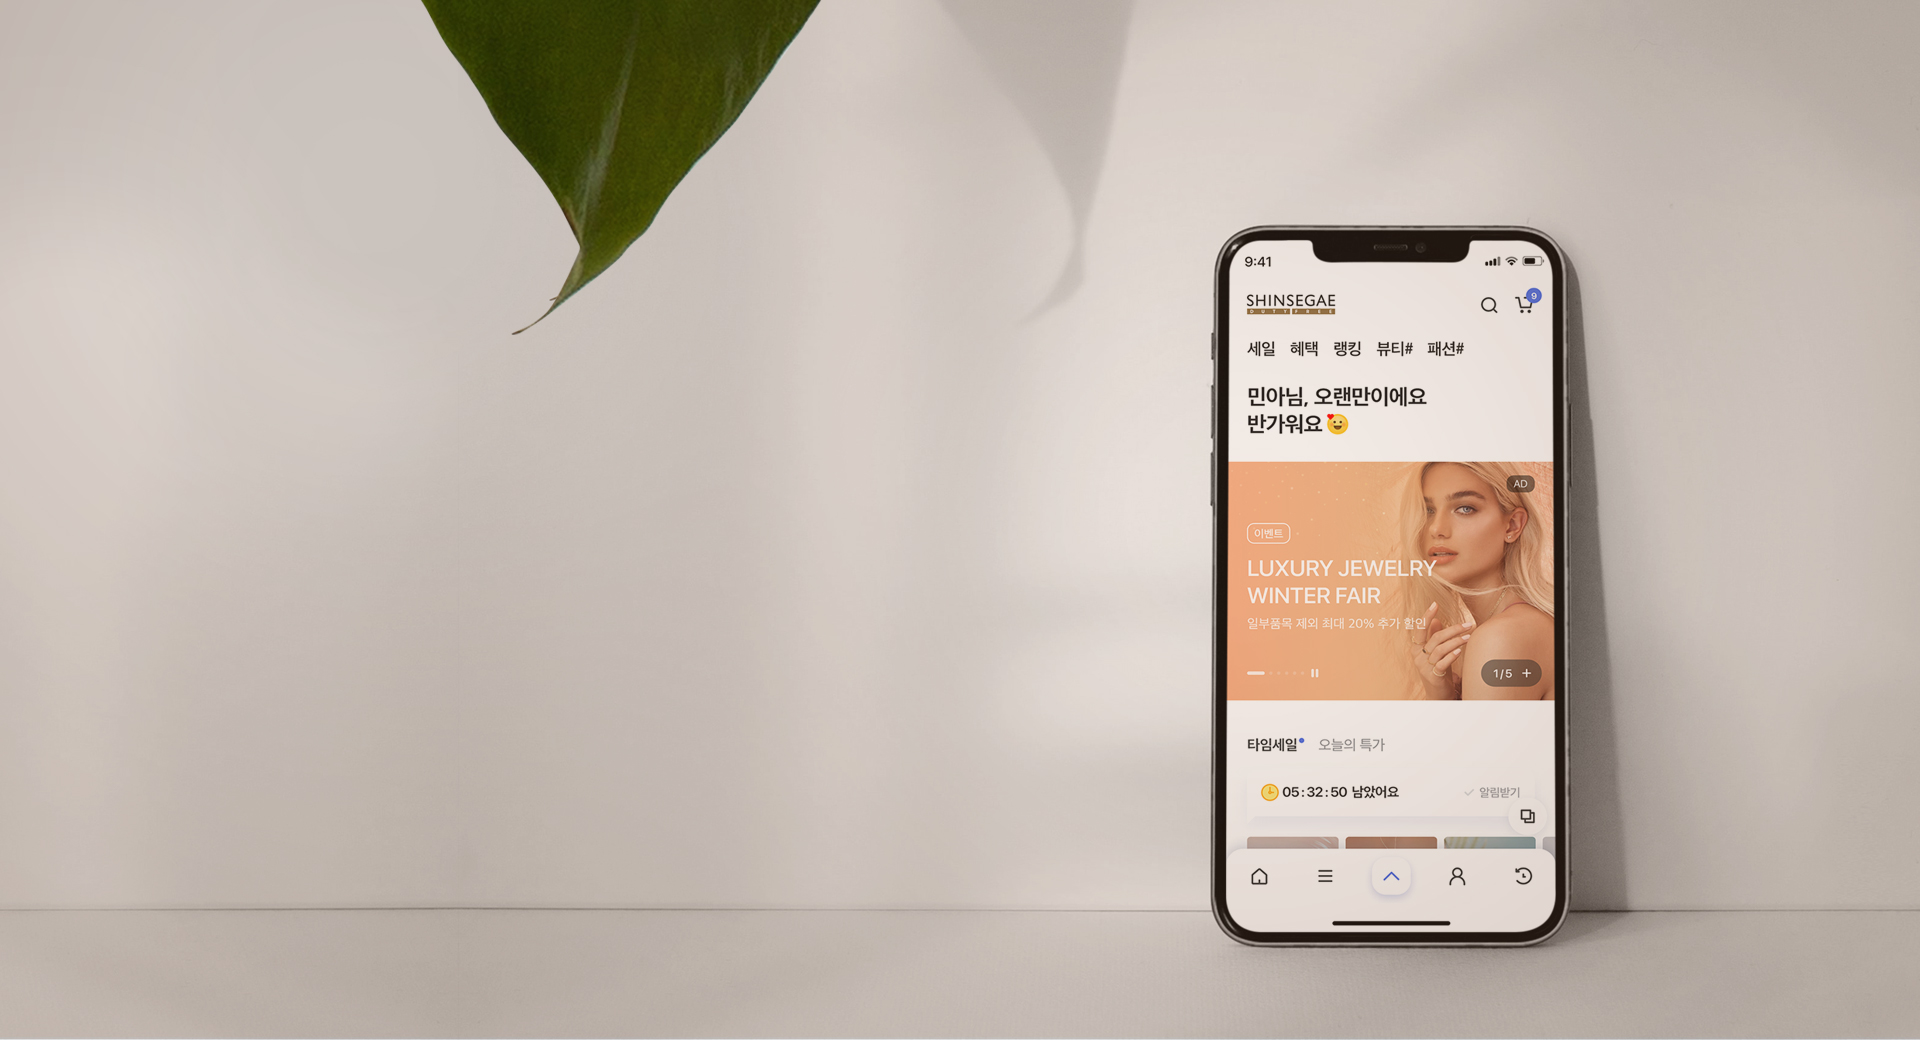 9:41
SHINSEGAE
DUTY FREE
9
세일 혜택 랭킹 뷰티# 패션#
민아님, 오랜만이에요
반가워요
AD
이벤트
LUXURY JEWELRY
WINTER FAIR
일부품목 제외 최대 20% 추가 할인
1/5 +
타임세일 오늘의 특가
05:32:50 남았어요
알림받기